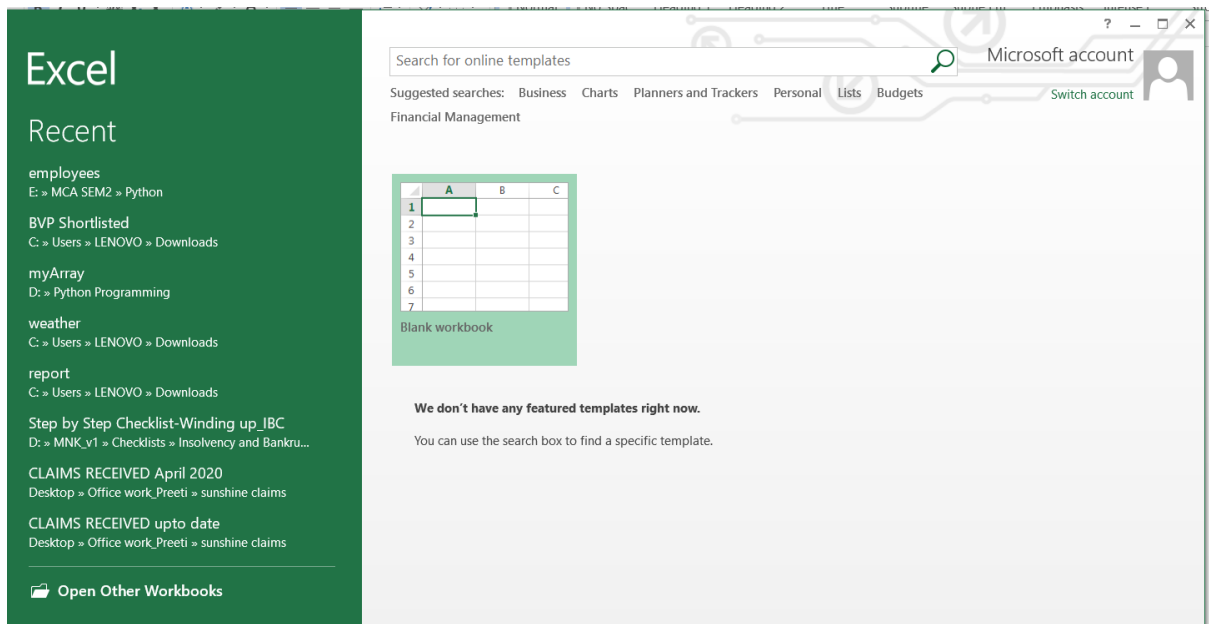 Excel
Recent
employees
E: » MCA SEM2 » Python
BVP Shortlisted
C: » Users » LENOVO » Downloads
myArray
D: » Python Programming
weather
C: » Users » LENOVO » Downloads
report
C: » Users » LENOVO » Downloads
Step by Step Checklist-Winding up_IBC
D: » MNK_v1 » Checklists » Insolvency and Bankru...
CLAIMS RECEIVED April 2020
Desktop » Office work_Preeti » sunshine claims
CLAIMS RECEIVED upto date
Desktop » Office work_Preeti » sunshine claims
Open Other Workbooks
?
Search for online templates
Microsoft account
Switch account
Suggested searches: Business Charts Planners and Trackers Personal Lists Budgets
Financial Management
A B C
1
2
3
4
5
6
7
Blank workbook
We don't have any featured templates right now.
You can use the search box to find a specific template.